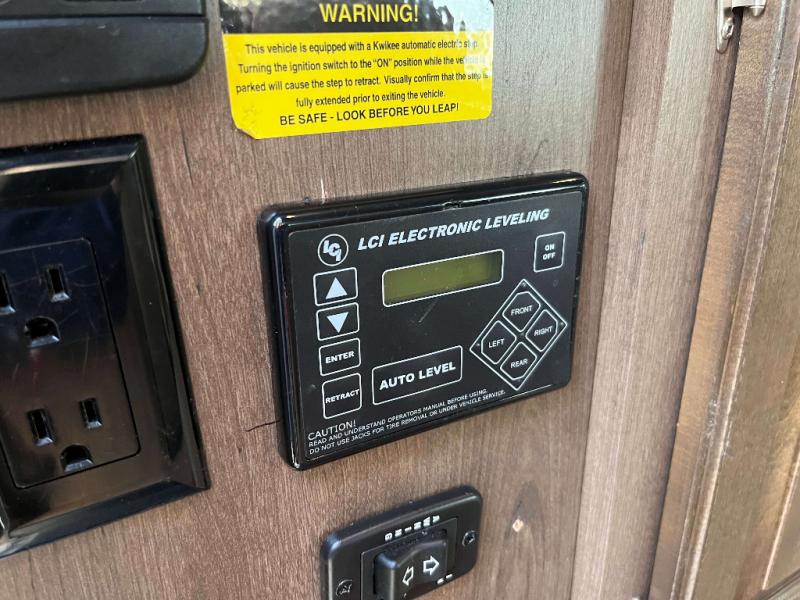 WARNING!
This vehicle is equipped with a Kwikee automatic electric step.
Turning the ignition switch to the "ON" position while the vehicle is
parked will cause the step to retract. Visually confirm that the step is
fully extended prior to exiting the vehicle.
BE SAFE - LOOK BEFORE YOU LEAP!
LCI
LCI ELECTRONIC LEVELING
ON
OFF
FRONT
LEFT
RIGHT
REAR
ENTER
RETRACT
AUTO LEVEL
CAUTION!
READ AND UNDERSTAND OPERATORS MANUAL BEFORE USING.
DO NOT USE JACKS FOR TIRE REMOVAL OR UNDER VEHICLE SERVICE.
AWNING